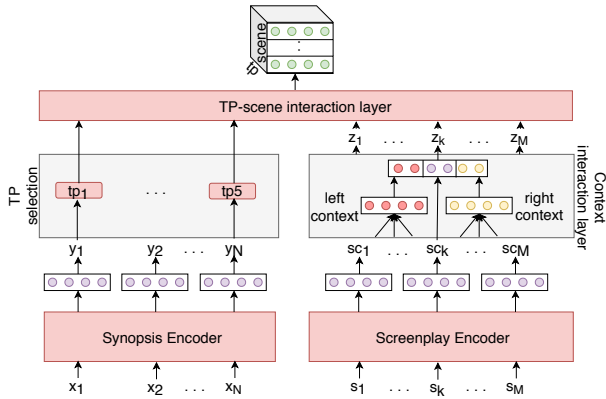 scene
tp
TP-scene interaction layer
z1 . . . zk . . . zM
TP selection
tp1 . . . tp5
left context
right context
Context interaction layer
y1 y2 . . . yN
sc1 . . . sck . . . scM
Synopsis Encoder
Screenplay Encoder
x1 x2 . . . xN
s1 . . . sk . . . sM